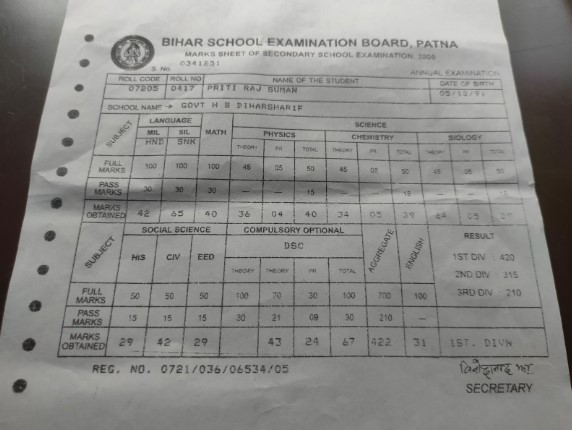 BIHAR SCHOOL EXAMINATION BOARD, PATNA
MARKS SHEET OF SECONDARY SCHOOL EXAMINATION, 2006
S. No. 0341231
ANNUAL EXAMINATION
ROLL CODE ROLL NO NAME OF THE STUDENT DATE OF BIRTH
07205 0417 PRITI RAJ SUMAN 05/12/91
SCHOOL NAME → GOVT H S BIHARSHARIF
SUBJECT LANGUAGE MATH SCIENCE
MIL SIL PHYSICS CHEMISTRY BIOLOGY
HND SNK THEORY PR TOTAL THEORY PR TOTAL THEORY PR TOTAL
FULL MARKS 100 100 100 45 05 50 45 05 50 45 05 50
PASS MARKS 30 30 30 — — 15 — — 15 — —
MARKS OBTAINED 42 65 40 36 04 40 34 05 39 05
SUBJECT SOCIAL SCIENCE COMPULSORY OPTIONAL AGGREGATE ENGLISH RESULT
HIS CIV EED DSC
THEORY THEORY PR TOTAL
1ST DIV - 420
2ND DIV - 315
3RD DIV - 210
FULL MARKS 50 50 50 100 70 30 100 700 100
PASS MARKS 15 15 15 30 21 09 30 210 —
MARKS OBTAINED 29 42 29 43 24 67 422 31 1ST. DIVN
REG. NO. 0721/036/06534/05
SECRETARY